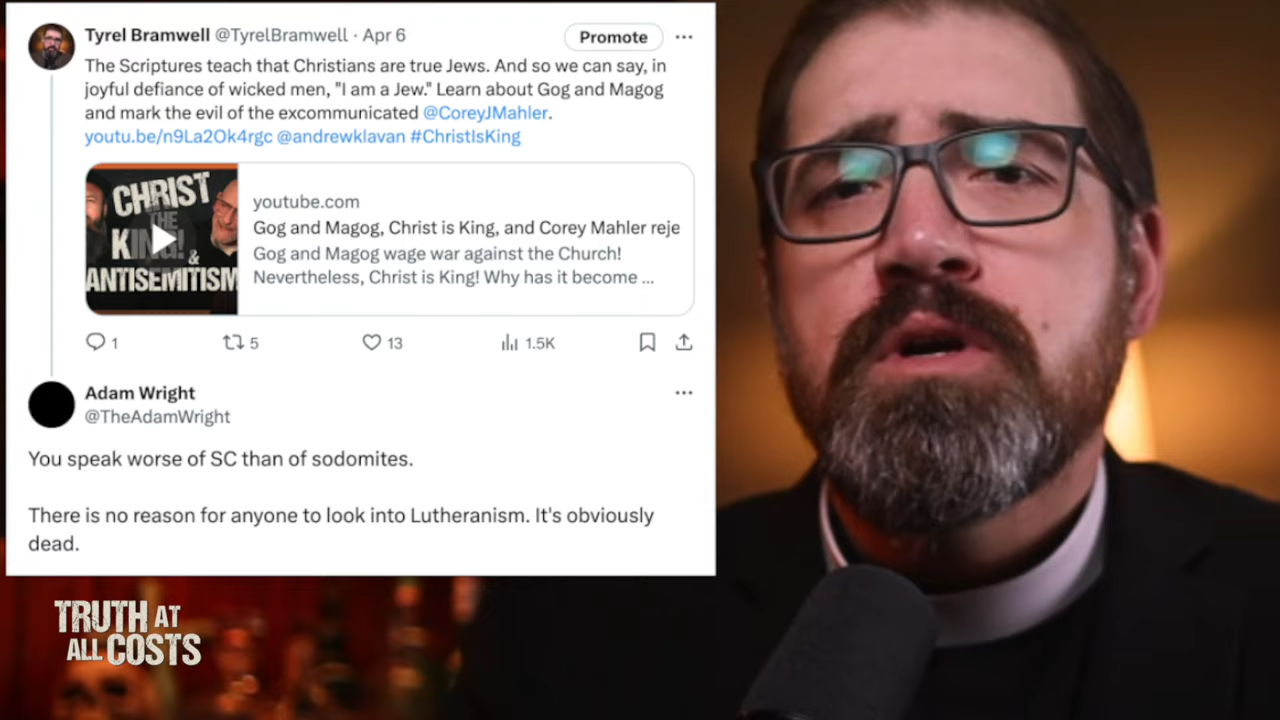 Tyrel Bramwell @TyrelBramwell · Apr 6
Promote
The Scriptures teach that Christians are true Jews. And so we can say, in
joyful defiance of wicked men, "I am a Jew." Learn about Gog and Magog
and mark the evil of the excommunicated @CoreyJMahler.
youtu.be/n9La2Ok4rgc @andrewklavan #ChristIsKing
CHRIST
THE
KING!
&
ANTISEMITISM
youtube.com
Gog and Magog, Christ is King, and Corey Mahler reje
Gog and Magog wage war against the Church!
Nevertheless, Christ is King! Why has it become ...
1
5
13
1.5K
Adam Wright
@TheAdamWright
You speak worse of SC than of sodomites.
There is no reason for anyone to look into Lutheranism. It's obviously
dead.
TRUTH AT
ALL COSTS